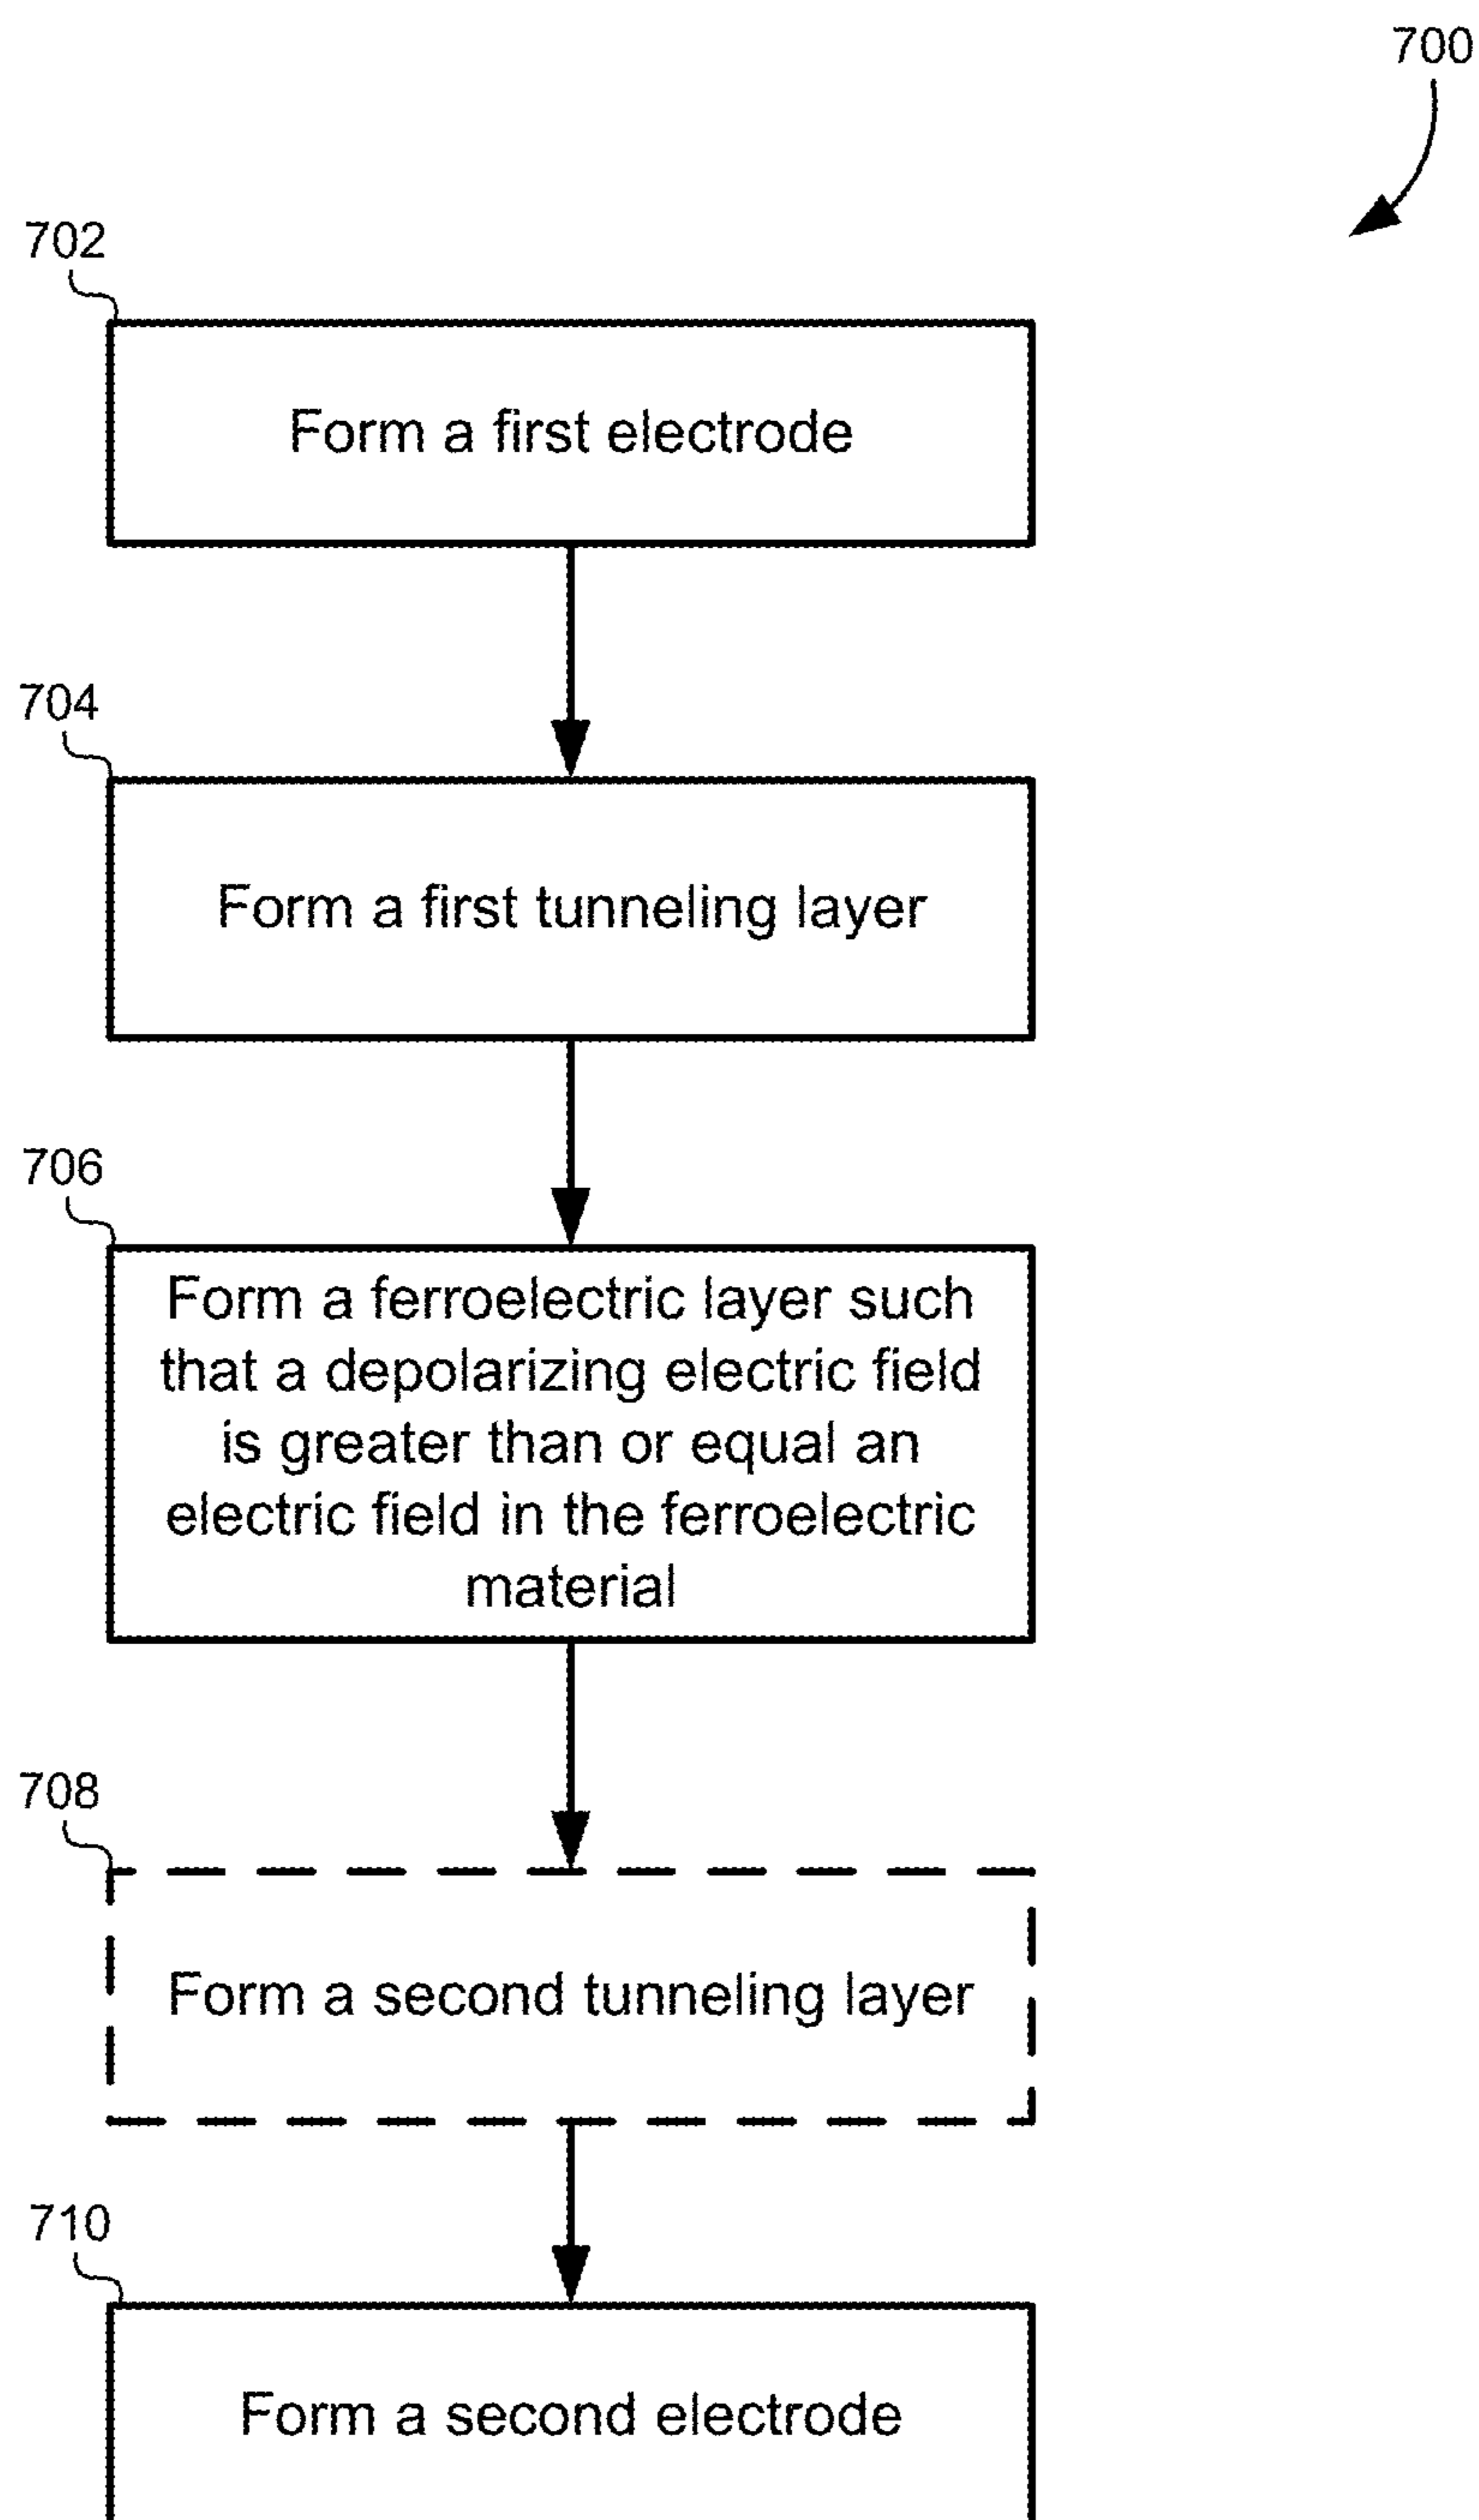 700
702
Form a first electrode
704
Form a first tunneling layer
706
Form a ferroelectric layer such
that a depolarizing electric field
is greater than or equal an
electric field in the ferroelectric
material
708
Form a second tunneling layer
710
Form a second electrode